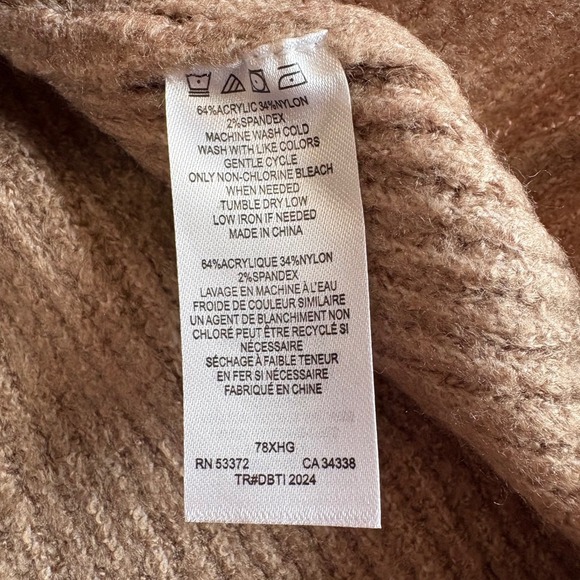 64%ACRYLIC 34%NYLON
2%SPANDEX
MACHINE WASH COLD
WASH WITH LIKE COLORS
GENTLE CYCLE
ONLY NON-CHLORINE BLEACH
WHEN NEEDED
TUMBLE DRY LOW
LOW IRON IF NEEDED
MADE IN CHINA
64%ACRYLIQUE 34%NYLON
2%SPANDEX
LAVAGE EN MACHINE À L'EAU
FROIDE DE COULEUR SIMILAIRE
UN AGENT DE BLANCHIMENT NON
CHLORÉ PEUT ÊTRE RECYCLÉ SI
NÉCESSAIRE
SÉCHAGE À FAIBLE TENEUR
EN FER SI NÉCESSAIRE
FABRIQUÉ EN CHINE
78XHG
RN 53372 CA 34338
TR#DBTI 2024